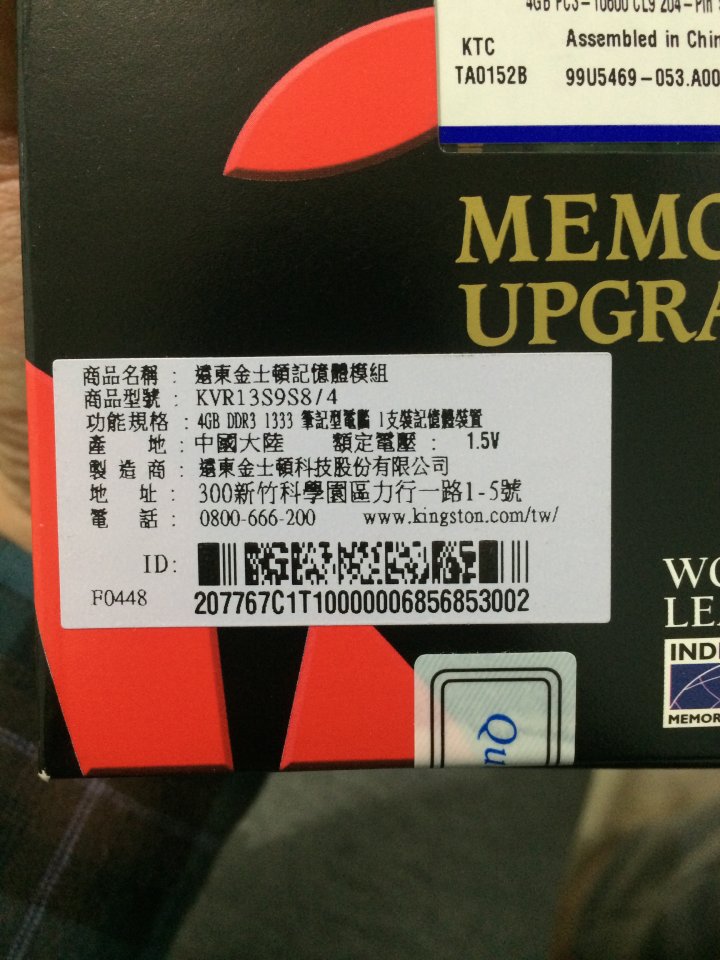 4GB PC3-10600 CL9 204-Pin
KTC
Assembled in Chin
TA0152B
99U5469-053.A00
MEMO
UPGRA
商品名稱 : 遠東金士頓記憶體模組
商品型號 : KVR13S9S8/4
功能規格 : 4GB DDR3 1333 筆記型電腦 1支裝記憶體裝置
產 地 : 中國大陸 額定電壓 : 1.5V
製造商 : 遠東金士頓科技股份有限公司
地 址 : 300新竹科學園區力行一路1-5號
電 話 : 0800-666-200 www.kingston.com/tw/
ID:
F0448
207767C1T10000006856853002
WO
LEA
INDE
MEMOR
Qu